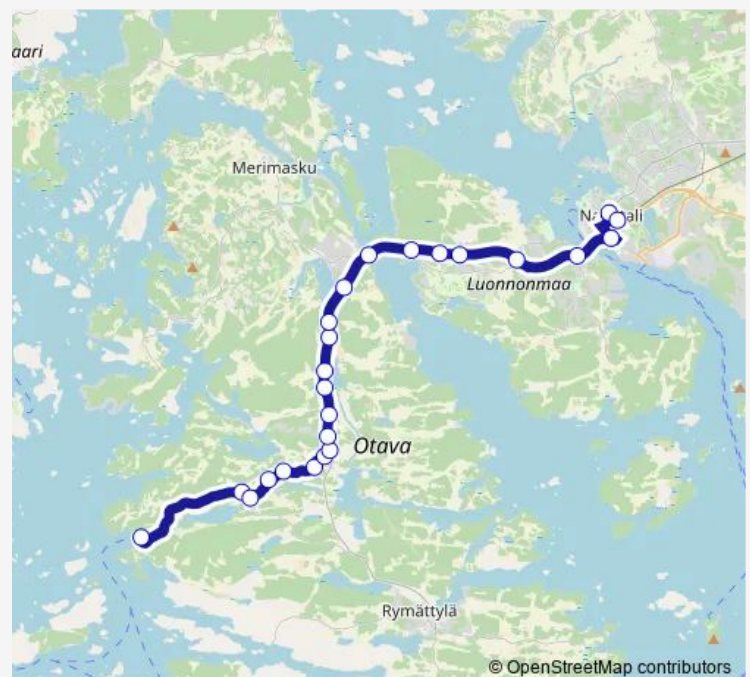 aari
Merimasku
Luonnonmaa
Otava
Rymättylä
© OpenStreetMap contributors